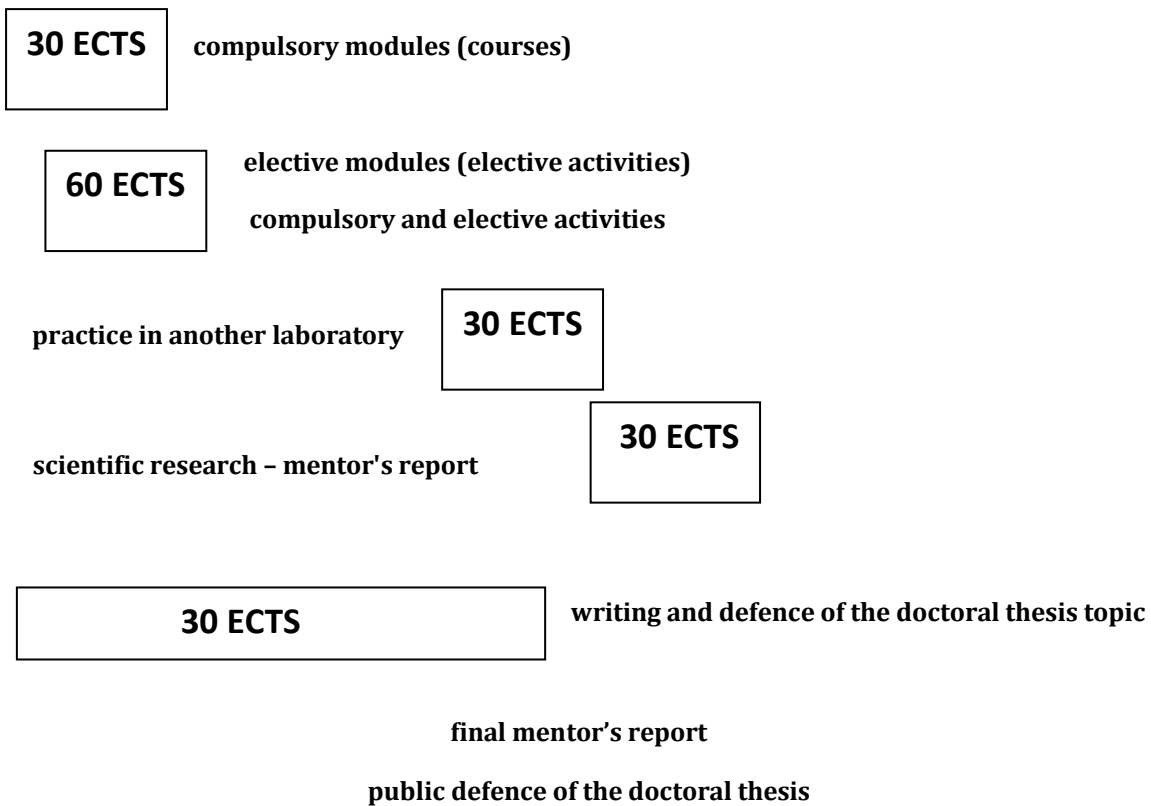 30 ECTS
compulsory modules (courses)
60 ECTS
elective modules (elective activities)
compulsory and elective activities
practice in another laboratory
30 ECTS
scientific research – mentor's report
30 ECTS
30 ECTS
writing and defence of the doctoral thesis topic
final mentor’s report
public defence of the doctoral thesis